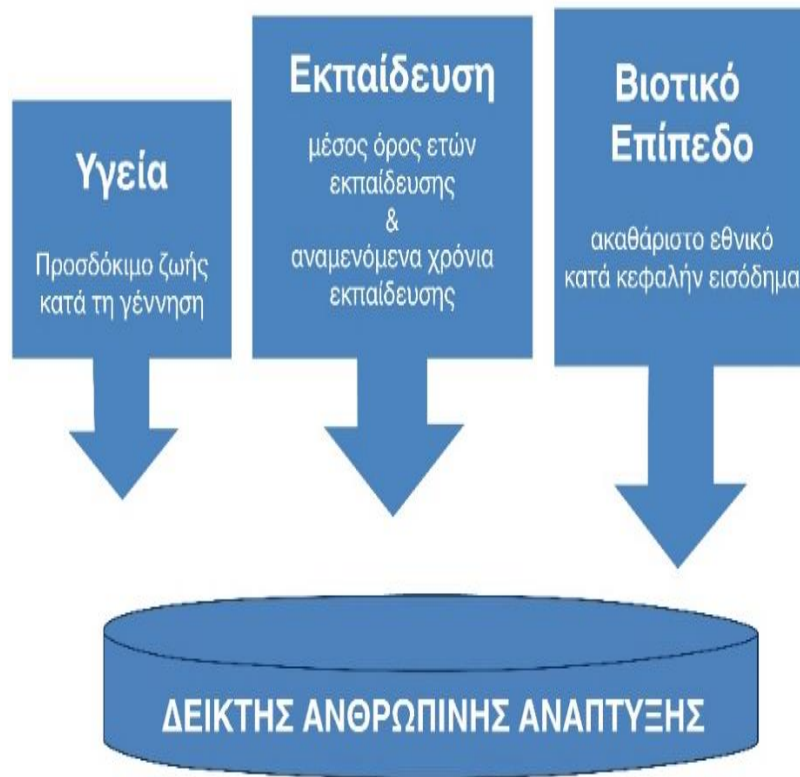 Υγεία
Προσδόκιμο ζωής
κατά τη γέννηση
Εκπαίδευση
μέσος όρος ετών
εκπαίδευσης
&
αναμενόμενα χρόνια
εκπαίδευσης
Βιοτικό
Επίπεδο
ακαθάριστο εθνικό
κατά κεφαλήν εισόδημα
ΔΕΙΚΤΗΣ ΑΝΘΡΩΠΙΝΗΣ ΑΝΑΠΤΥΞΗΣ